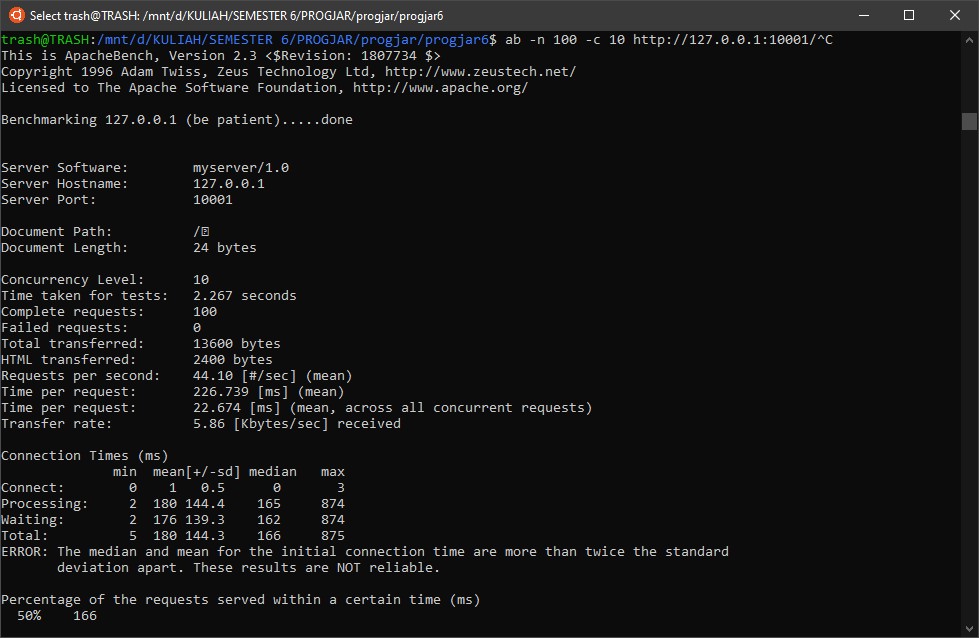 Select trash@TRASH: /mnt/d/KULIAH/SEMESTER 6/PROGJAR/progjar/progjar6
trash@TRASH:/mnt/d/KULIAH/SEMESTER 6/PROGJAR/progjar/progjar6$ ab -n 100 -c 10 http://127.0.0.1:10001/^C
This is ApacheBench, Version 2.3 <$Revision: 1807734 $>
Copyright 1996 Adam Twiss, Zeus Technology Ltd, http://www.zeustech.net/
Licensed to The Apache Software Foundation, http://www.apache.org/

Benchmarking 127.0.0.1 (be patient).....done


Server Software:        myserver/1.0
Server Hostname:        127.0.0.1
Server Port:            10001

Document Path:          /
Document Length:        24 bytes

Concurrency Level:      10
Time taken for tests:   2.267 seconds
Complete requests:      100
Failed requests:        0
Total transferred:      13600 bytes
HTML transferred:       2400 bytes
Requests per second:    44.10 [#/sec] (mean)
Time per request:       226.739 [ms] (mean)
Time per request:       22.674 [ms] (mean, across all concurrent requests)
Transfer rate:          5.86 [Kbytes/sec] received

Connection Times (ms)
              min  mean[+/-sd] median   max
Connect:        0    1   0.5      0       3
Processing:     2  180 144.4    165     874
Waiting:        2  176 139.3    162     874
Total:          5  180 144.3    166     875
ERROR: The median and mean for the initial connection time are more than twice the standard
       deviation apart. These results are NOT reliable.

Percentage of the requests served within a certain time (ms)
  50%    166